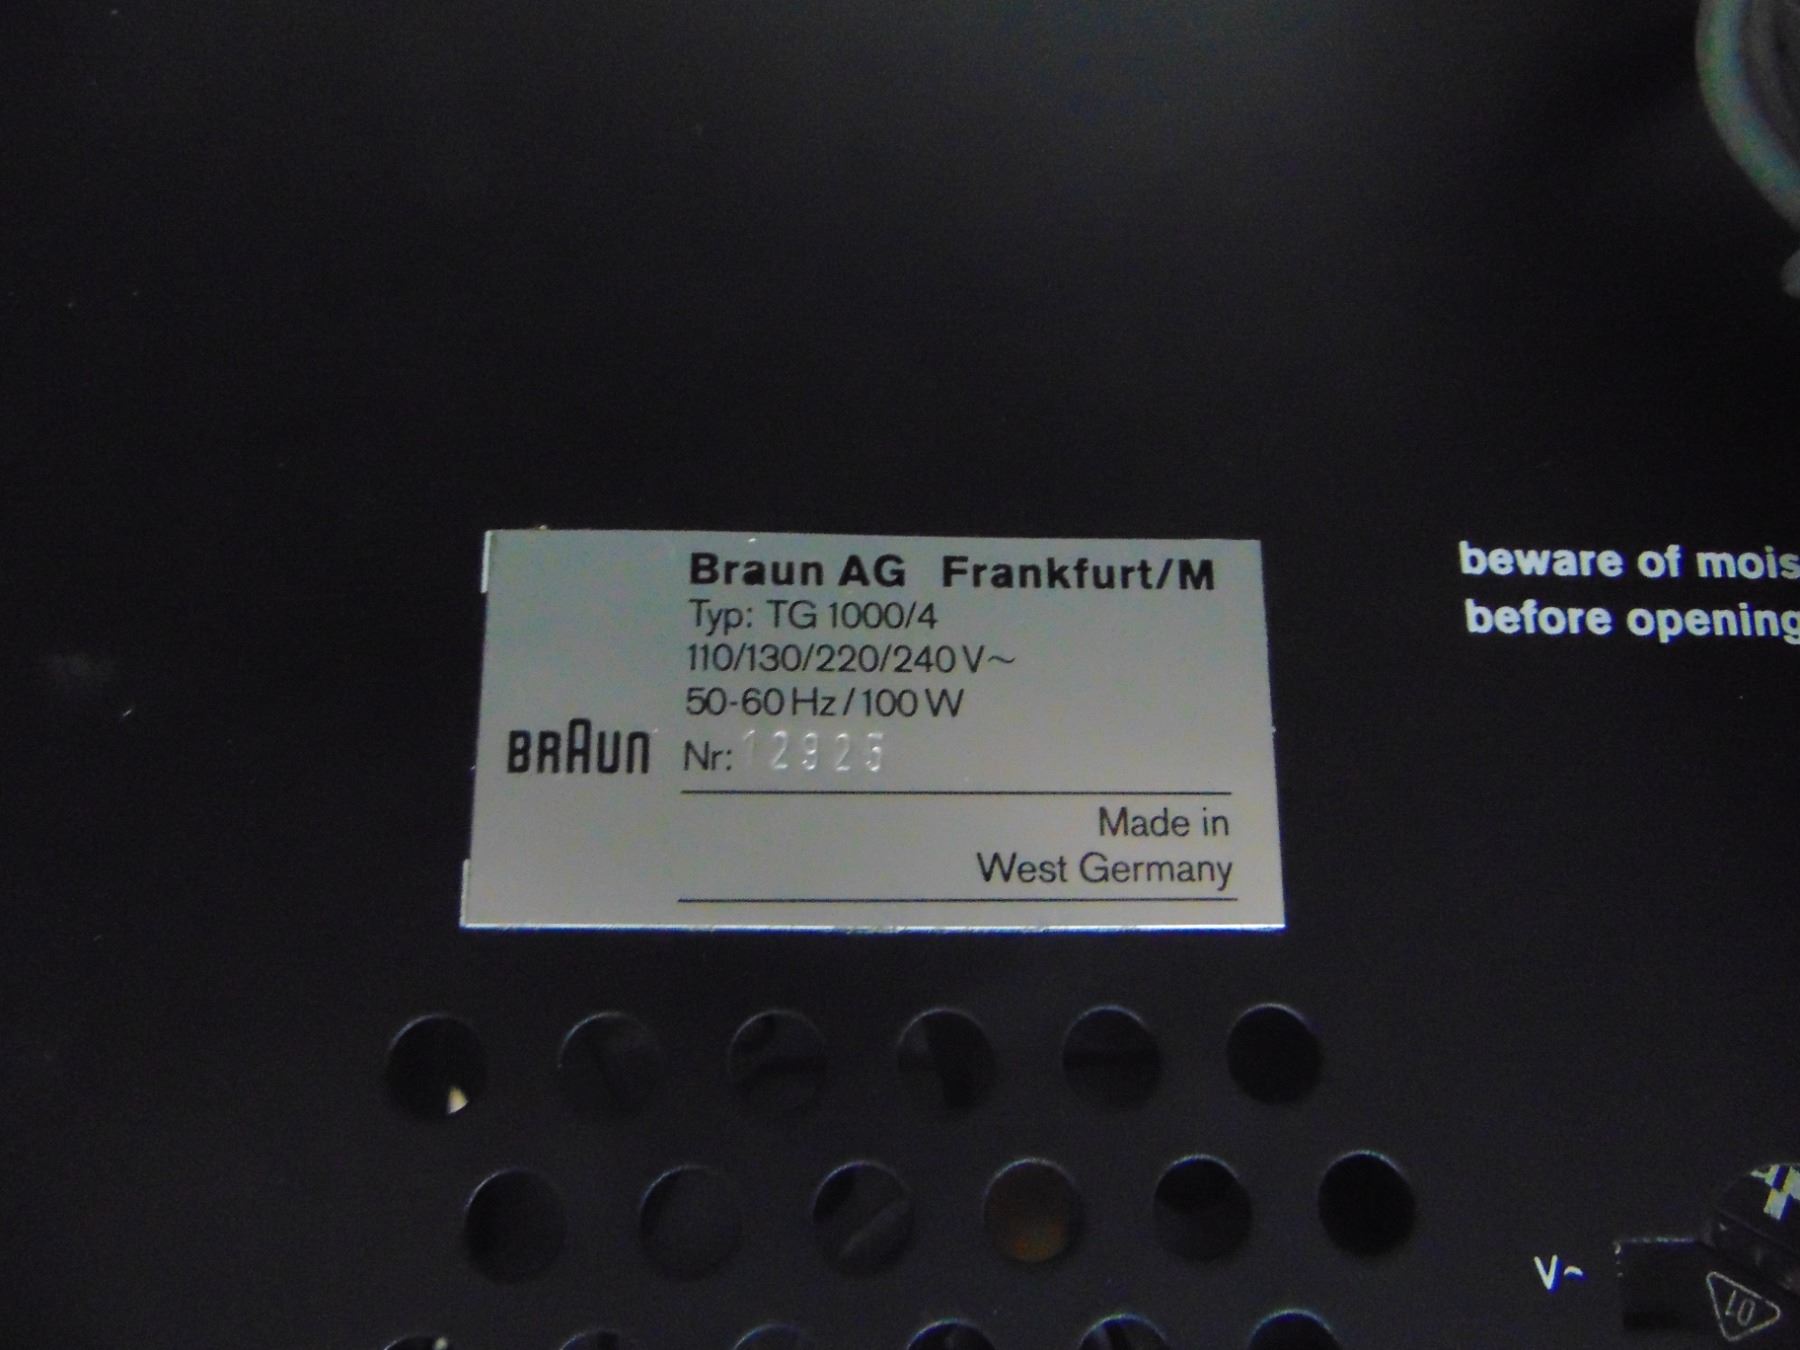 Braun AG Frankfurt/M
Typ: TG 1000/4
110/130/220/240 V~
50-60 Hz / 100 W
BRAUN
Nr: 12925
Made in
West Germany
beware of mois
before opening
V~